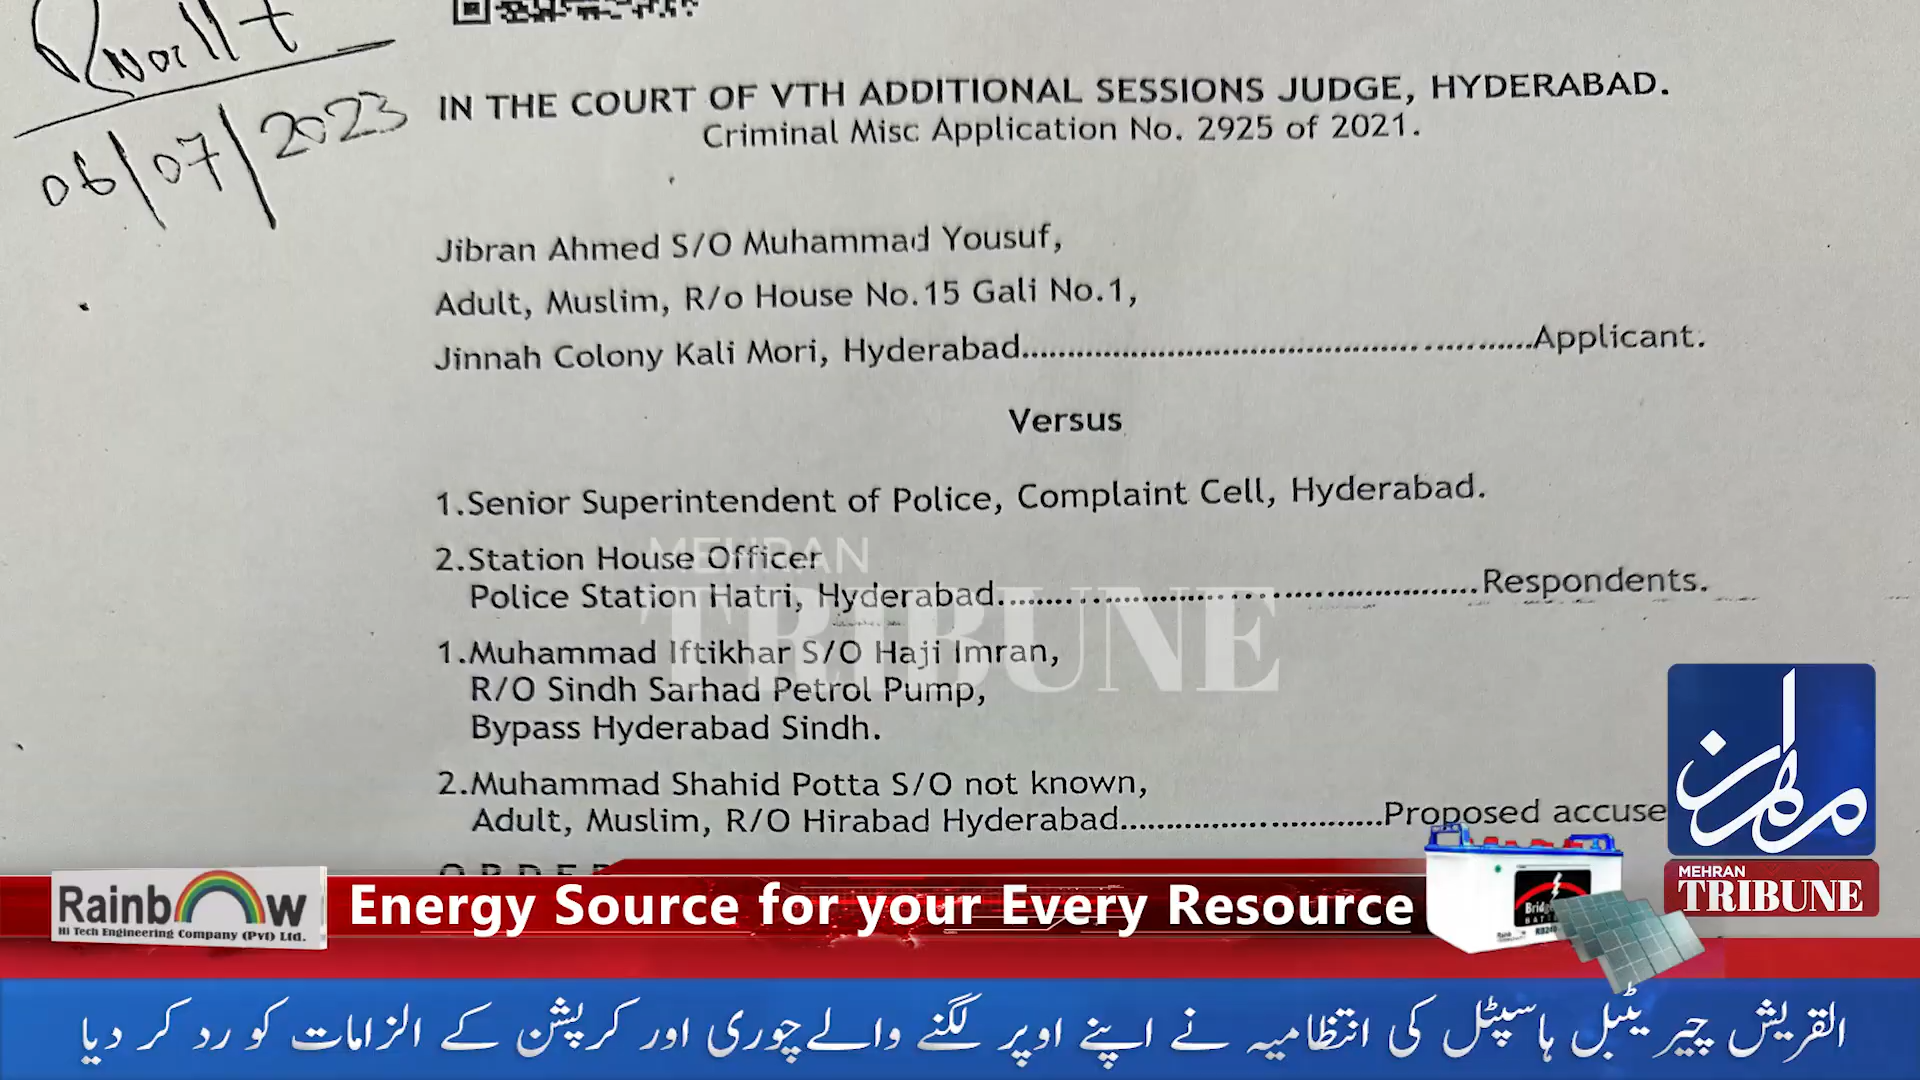 06/07/2023
IN THE COURT OF VTH ADDITIONAL SESSIONS JUDGE, HYDERABAD.
Criminal Misc Application No. 2925 of 2021.
Jibran Ahmed S/O Muhammad Yousuf,
Adult, Muslim, R/o House No.15 Gali No.1,
Jinnah Colony Kali Mori, Hyderabad..........Applicant.
Versus
1.Senior Superintendent of Police, Complaint Cell, Hyderabad.
2.Station House Officer
Police Station Hatri, Hyderabad..........Respondents.
1.Muhammad Iftikhar S/O Haji Imran,
R/O Sindh Sarhad Petrol Pump,
Bypass Hyderabad Sindh.
2.Muhammad Shahid Potta S/O not known,
Adult, Muslim, R/O Hirabad Hyderabad..........Proposed accuse
MEHRAN
TRIBUNE
مہران
MEHRAN
TRIBUNE
Rainbow
Hi Tech Engineering Company (Pvt) Ltd.
Energy Source for your Every Resource
القریش چیریٹیبل ہاسپٹل کی انتظامیہ نے اپنے اوپر لگنے والے چوری اور کرپشن کے الزامات کو رد کر دیا